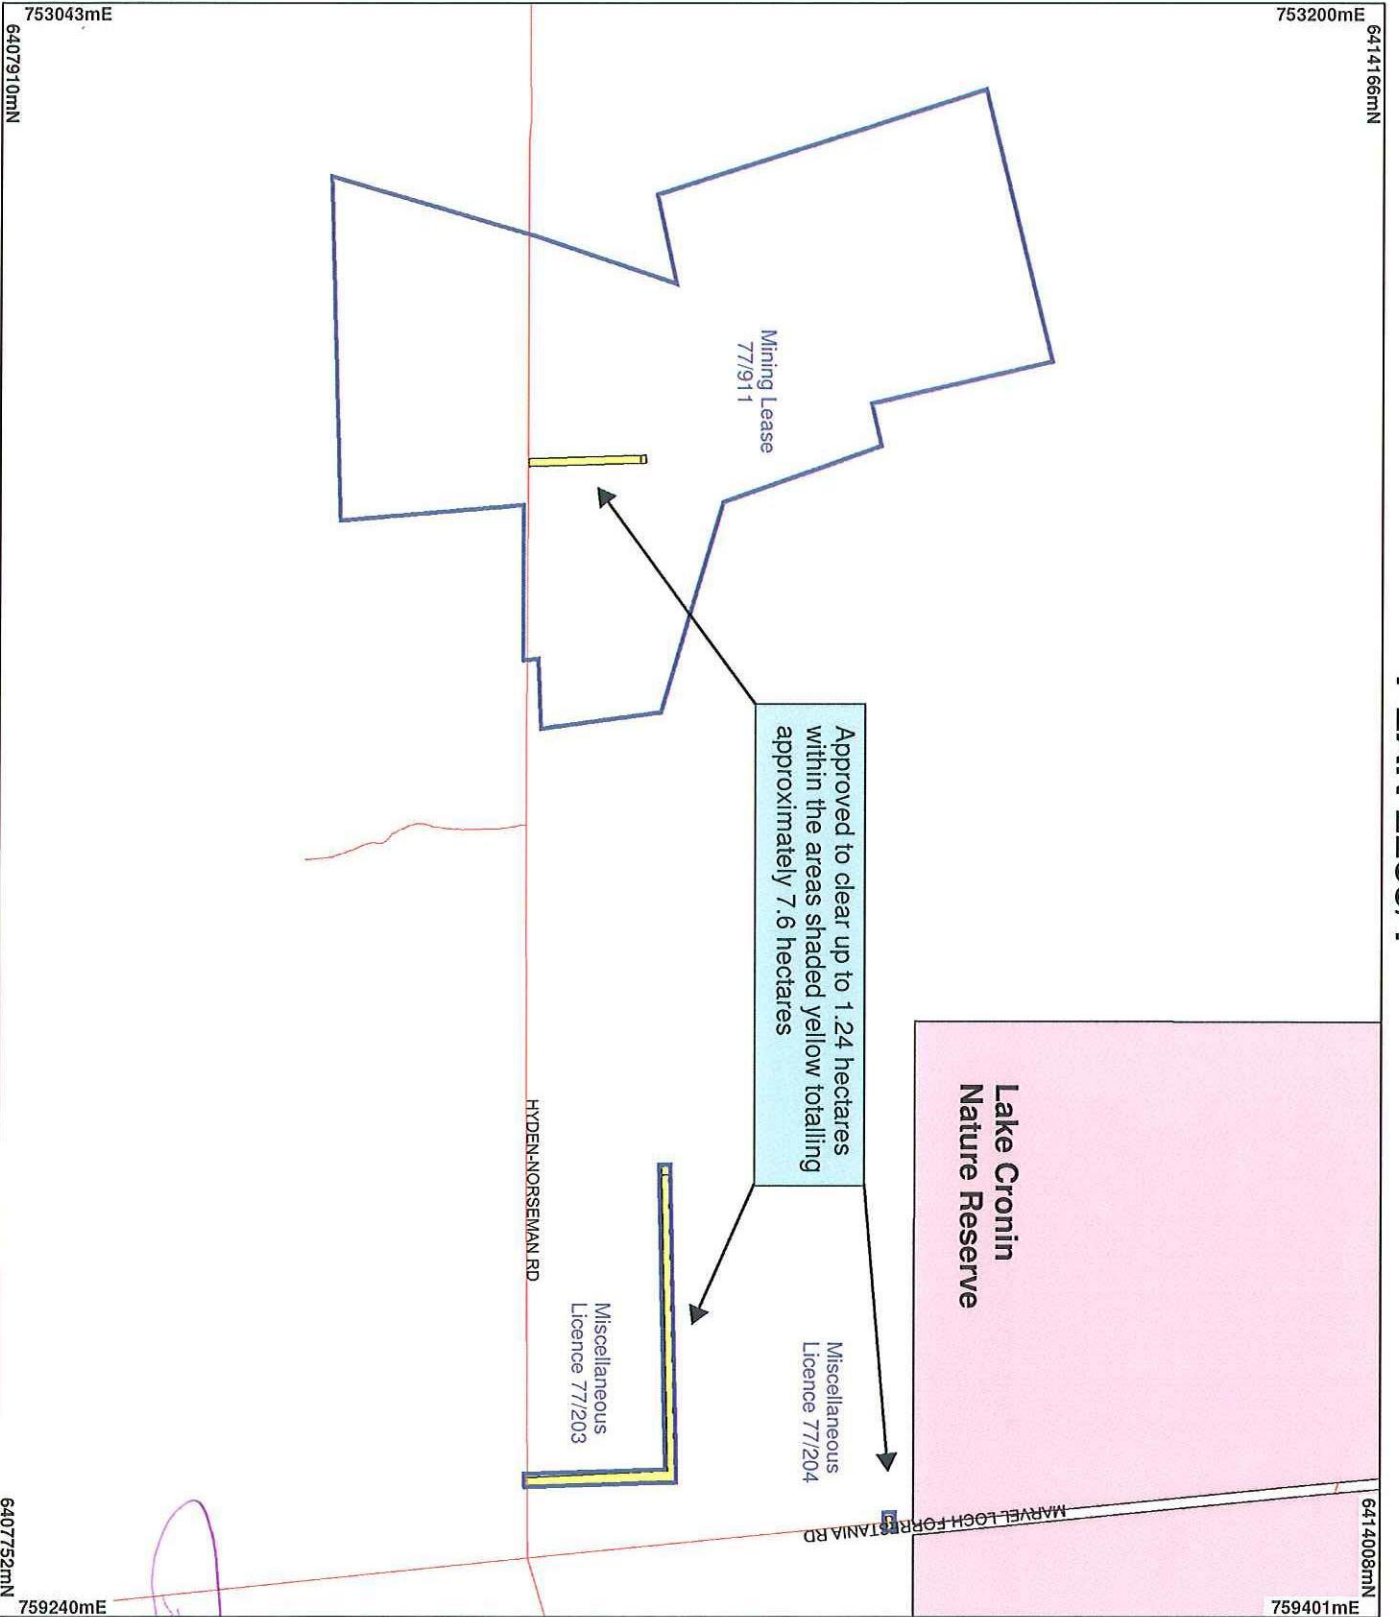 753043mE
6407910mN
753200mE
6414166mN
Mining Lease
77/911
Approved to clear up to 1.24 hectares
within the areas shaded yellow totalling
approximately 7.6 hectares
Lake Cronin
Nature Reserve
HYDEN-NORSEMAN RD
Miscellaneous
Licence 77/203
Miscellaneous
Licence 77/204
MARVEL LOCH FORRESTANIA RD
6407752mN
759240mE
6414008mN
759401mE